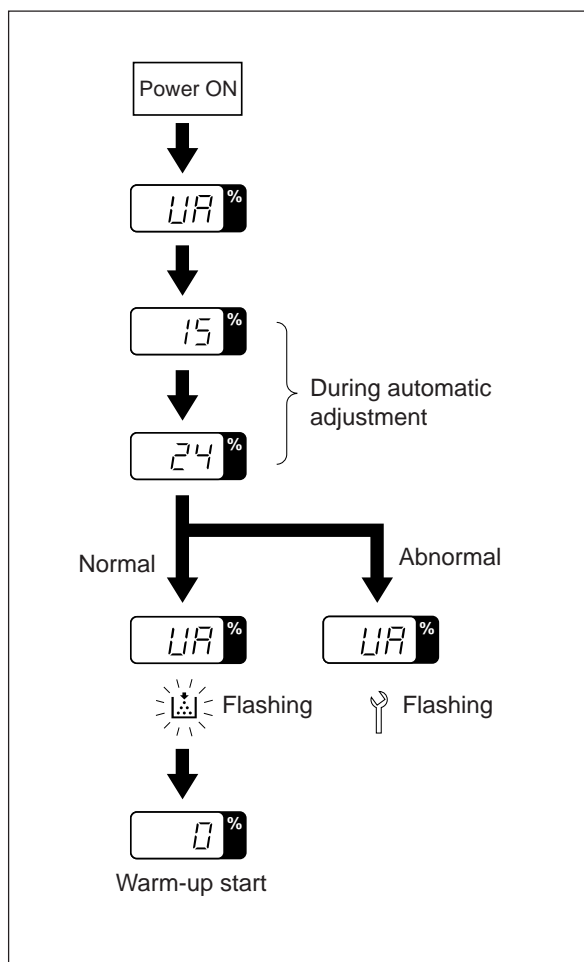 Power ON
UA %
15 %
During automatic
adjustment
24 %
Normal
Abnormal
UA %
UA %
Flashing
Flashing
0 %
Warm-up start